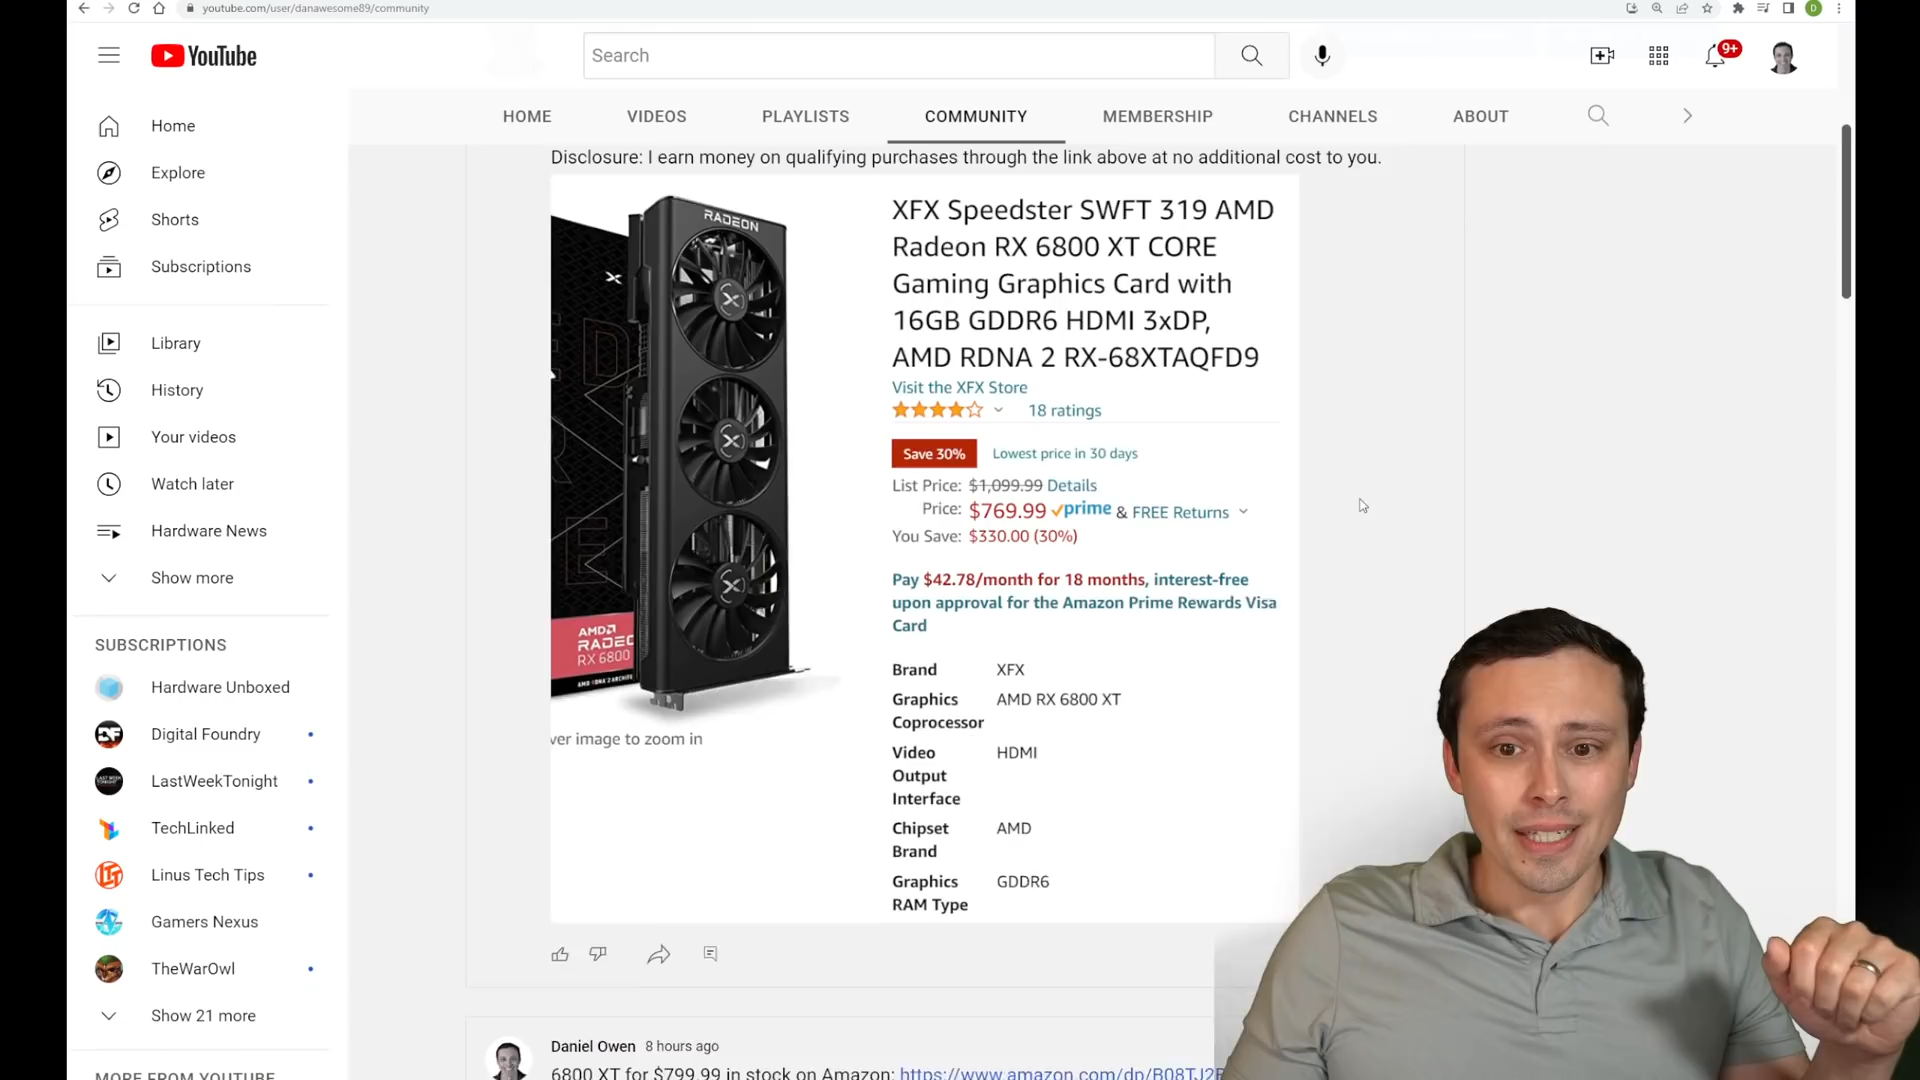 youtube.com/user/danawesome89/community
YouTube
Search
9+
D
HOME
VIDEOS
PLAYLISTS
COMMUNITY
MEMBERSHIP
CHANNELS
ABOUT
Home
Explore
Shorts
Subscriptions
Library
History
Your videos
Watch later
Hardware News
Show more
SUBSCRIPTIONS
Hardware Unboxed
Digital Foundry
LastWeekTonight
TechLinked
Linus Tech Tips
Gamers Nexus
TheWarOwl
Show 21 more
MORE FROM YOUTUBE
Disclosure: I earn money on qualifying purchases through the link above at no additional cost to you.
RADEON
AMD
RADEO
RX 6800
XFX Speedster SWFT 319 AMD
Radeon RX 6800 XT CORE
Gaming Graphics Card with
16GB GDDR6 HDMI 3xDP,
AMD RDNA 2 RX-68XTAQFD9
Visit the XFX Store
18 ratings
Save 30% Lowest price in 30 days
List Price: $1,099.99 Details
Price: $769.99 prime & FREE Returns
You Save: $330.00 (30%)
Pay $42.78/month for 18 months, interest-free
upon approval for the Amazon Prime Rewards Visa
Card
Brand XFX
Graphics AMD RX 6800 XT
Coprocessor
Video HDMI
Output
Interface
Chipset AMD
Brand
Graphics GDDR6
RAM Type
ver image to zoom in
Daniel Owen 8 hours ago
6800 XT for $799.99 in stock on Amazon: https://www.amazon.com/dp/B08TJ2